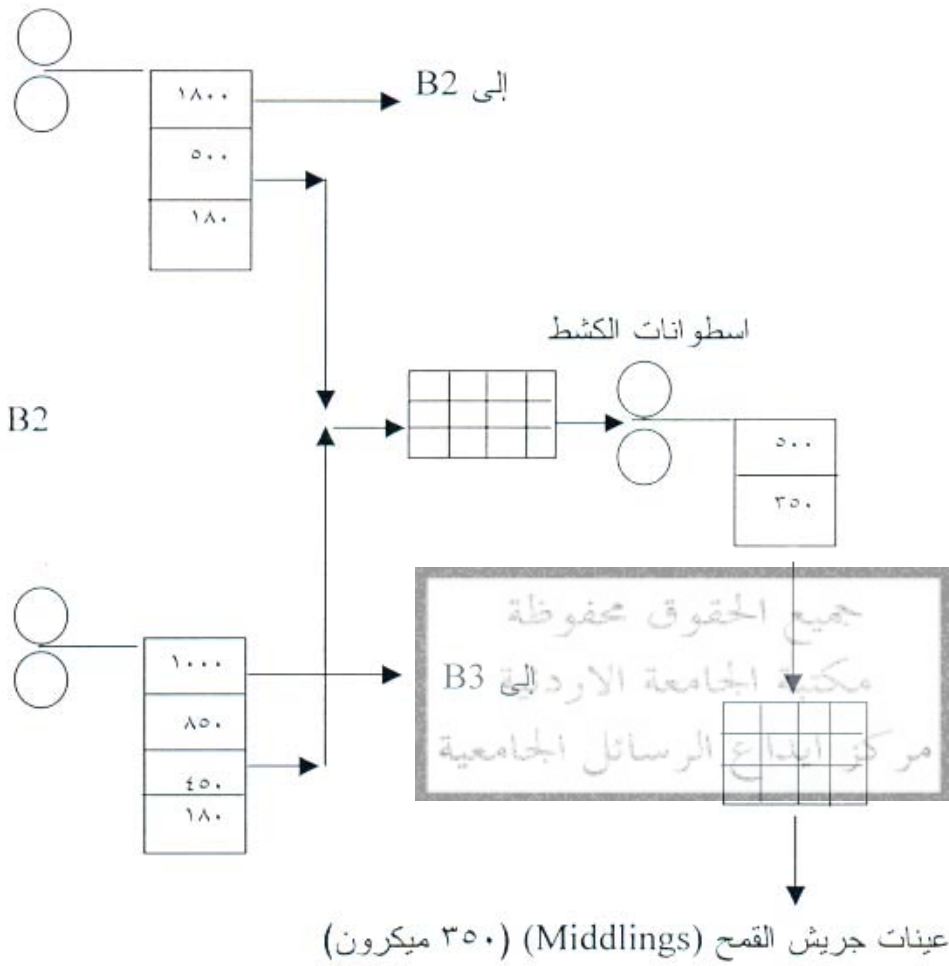 إلى B2
١٨٠٠
٥٠٠
١٨٠
اسطوانات الكشط
B2
٥٠٠
٣٥٠
جميع الحقوق محفوظة
مكتبة الجامعة الاردنية
مركز ايداع الرسائل الجامعية
إلى B3
١٠٠٠
٨٥٠
٤٥٠
١٨٠
عينات جريش القمح (Middlings) (٣٥٠ ميكرون)